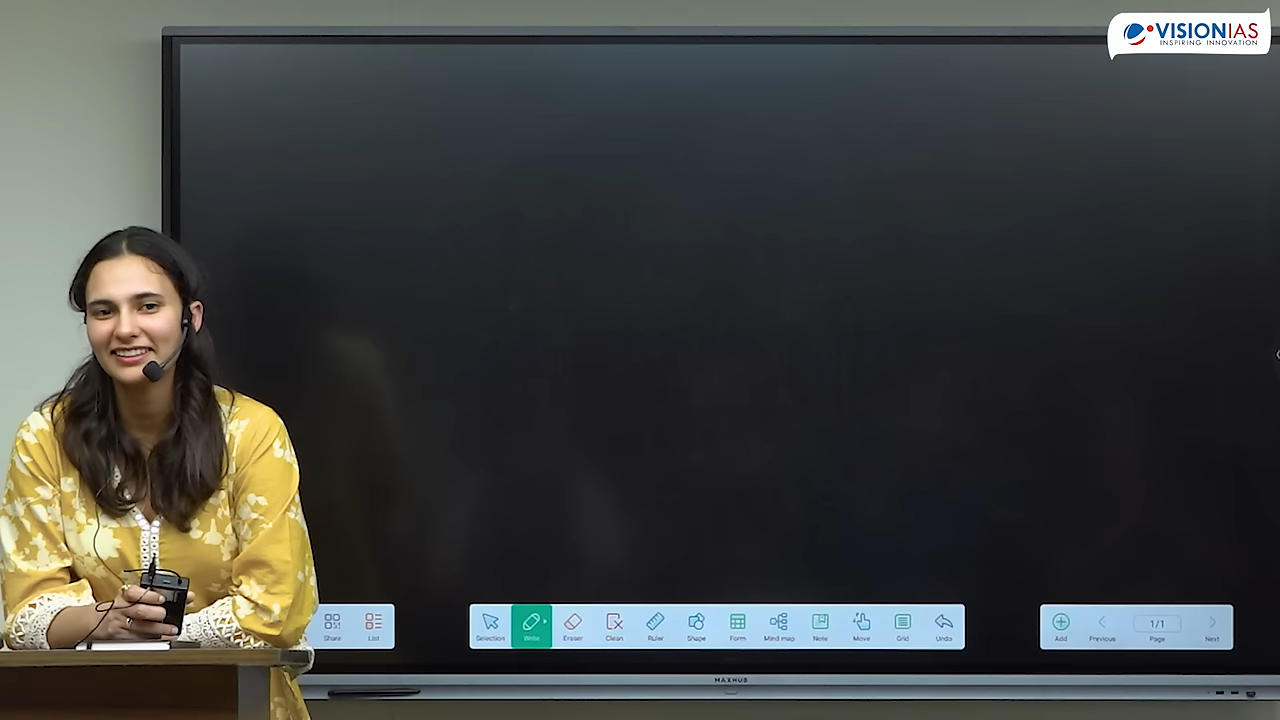 VISIONIAS
INSPIRING INNOVATION
Share
List
Selection
Write
Eraser
Clean
Ruler
Shape
Form
Mind map
Note
Move
Grid
Undo
Add
Previous
1/1
Page
Next
MAXHUB